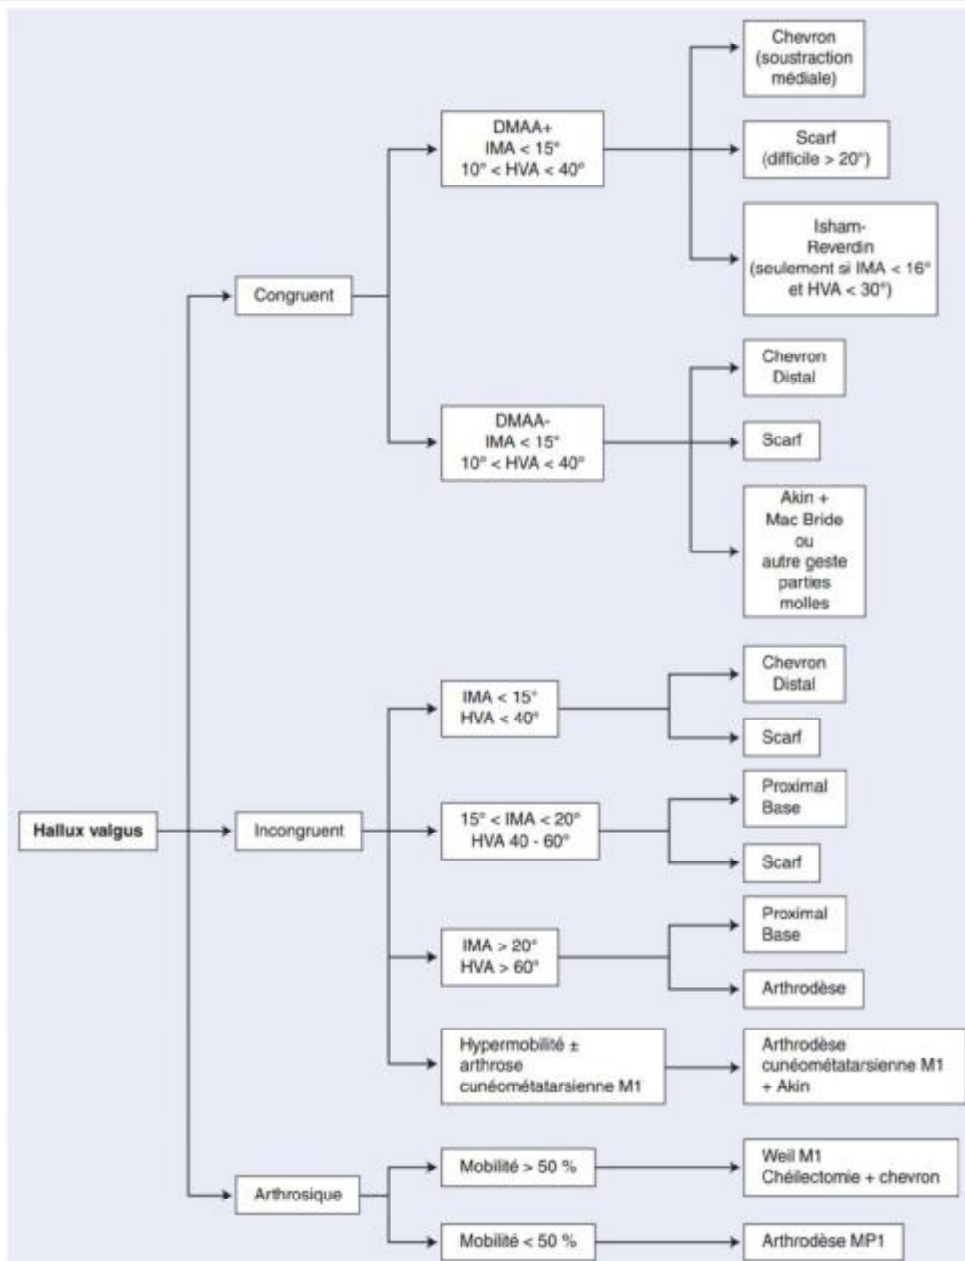 Hallux valgus
Congruent
DMAA+
IMA < 15°
10° < HVA < 40°
Chevron
(soustraction
médiale)
Scarf
(difficile > 20°)
Isham-
Reverdin
(seulement si IMA < 16°
et HVA < 30°)
DMAA-
IMA < 15°
10° < HVA < 40°
Chevron
Distal
Scarf
Akin +
Mac Bride
ou
autre geste
parties
molles
Incongruent
IMA < 15°
HVA < 40°
Chevron
Distal
Scarf
15° < IMA < 20°
HVA 40 - 60°
Proximal
Base
Scarf
IMA > 20°
HVA > 60°
Proximal
Base
Arthrodèse
Hypermobilité ±
arthrose
cunéométatarsienne M1
Arthrodèse
cunéométatarsienne M1
+ Akin
Arthrosique
Mobilité > 50 %
Weil M1
Chéilectomie + chevron
Mobilité < 50 %
Arthrodèse MP1